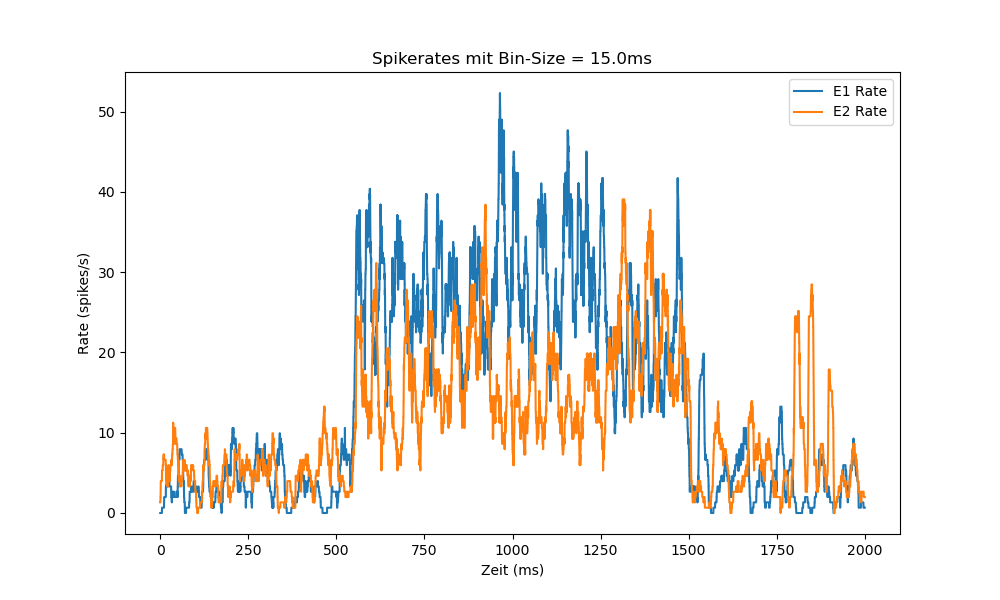 Spikerates mit Bin-Size = 15.0ms
E1 Rate
E2 Rate
Rate (spikes/s)
50
40
30
20
10
0
0 250 500 750 1000 1250 1500 1750 2000
Zeit (ms)